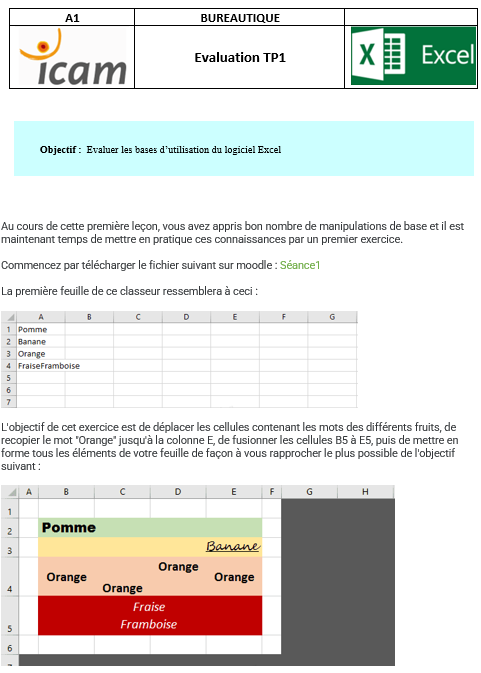 A1
BUREAUTIQUE
icam
Evaluation TP1
X
Excel
Objectif : Evaluer les bases d'utilisation du logiciel Excel
Au cours de cette première leçon, vous avez appris bon nombre de manipulations de base et il est
maintenant temps de mettre en pratique ces connaissances par un premier exercice.
Commencez par télécharger le fichier suivant sur moodle : Séance1
La première feuille de ce classeur ressemblera à ceci :
A B C D E F G
1 Pomme
2 Banane
3 Orange
4 FraiseFramboise
5
6
7
L'objectif de cet exercice est de déplacer les cellules contenant les mots des différents fruits, de
recopier le mot "Orange" jusqu'à la colonne E, de fusionner les cellules B5 à E5, puis de mettre en
forme tous les éléments de votre feuille de façon à vous rapprocher le plus possible de l'objectif
suivant :
A B C D E F G H
1
2 Pomme
3 Banane
4 Orange Orange Orange Orange
5 Fraise
Framboise
6